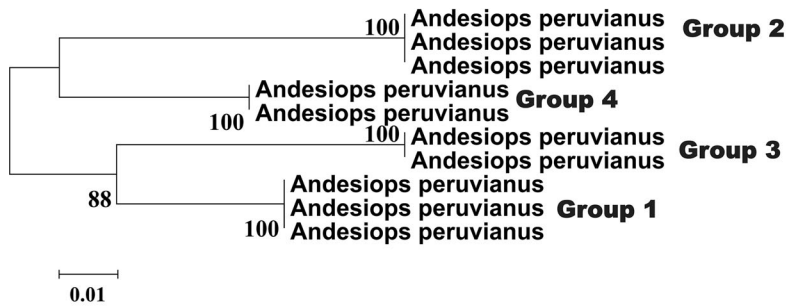 100 Andesiops peruvianus Group 2
Andesiops peruvianus
Andesiops peruvianus
Andesiops peruvianus Group 4
100 Andesiops peruvianus
100 Andesiops peruvianus Group 3
Andesiops peruvianus
88 Andesiops peruvianus
Andesiops peruvianus Group 1
100 Andesiops peruvianus
0.01